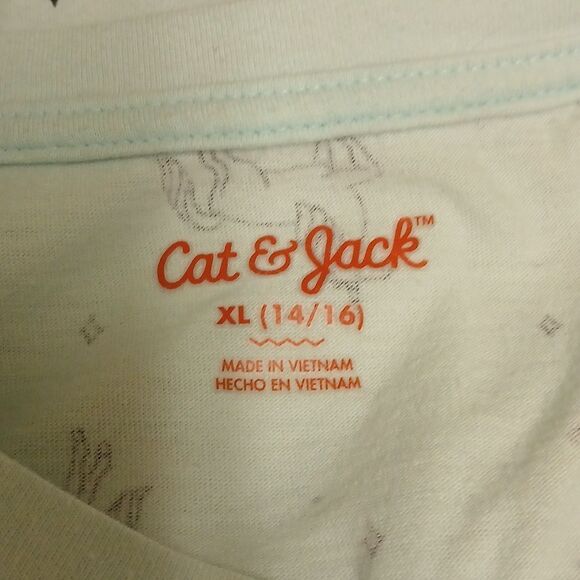 Cat & Jack™
XL (14/16)
MADE IN VIETNAM
HECHO EN VIETNAM